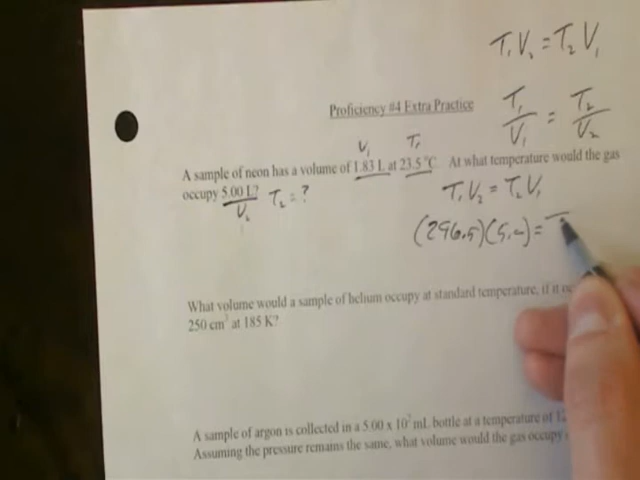 T₁V₂ = T₂V₁
T₁/V₁ = T₂/V₂
Proficiency #4 Extra Practice
V₁ T₁
A sample of neon has a volume of 1.83 L at 23.5 °C. At what temperature would the gas
occupy 5.00 L? T₂ = ? T₁V₂ = T₂V₁
V₂
(296.5)(5.0) = T
What volume would a sample of helium occupy at standard temperature, if it
250 cm³ at 185 K?
A sample of argon is collected in a 5.00 x 10² mL bottle at a temperature of 12
Assuming the pressure remains the same, what volume would the gas occupy